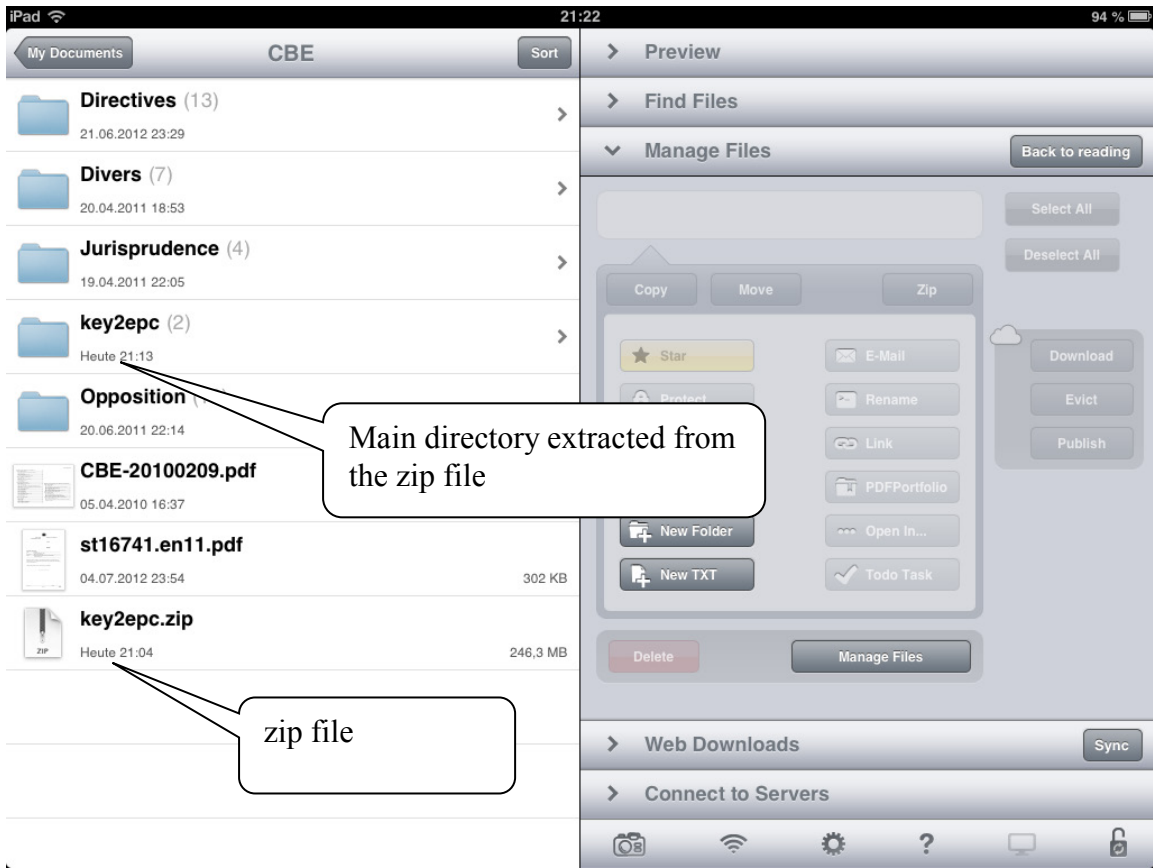 iPad 21:22 94 %
My Documents CBE Sort
Directives (13)
21.06.2012 23:29
Divers (7)
20.04.2011 18:53
Jurisprudence (4)
19.04.2011 22:05
key2epc (2)
Heute 21:13
Opposition
20.06.2011 22:14
CBE-20100209.pdf
05.04.2010 16:37
st16741.en11.pdf
04.07.2012 23:54 302 KB
key2epc.zip
ZIP
Heute 21:04 246,3 MB
Main directory extracted from
the zip file
zip file
Preview
Find Files
Manage Files Back to reading
Select All
Deselect All
Copy Move Zip
Star E-Mail Download
Protect Rename Evict
Link Publish
PDFPortfolio
New Folder Open In...
New TXT Todo Task
Delete Manage Files
Web Downloads Sync
Connect to Servers
?